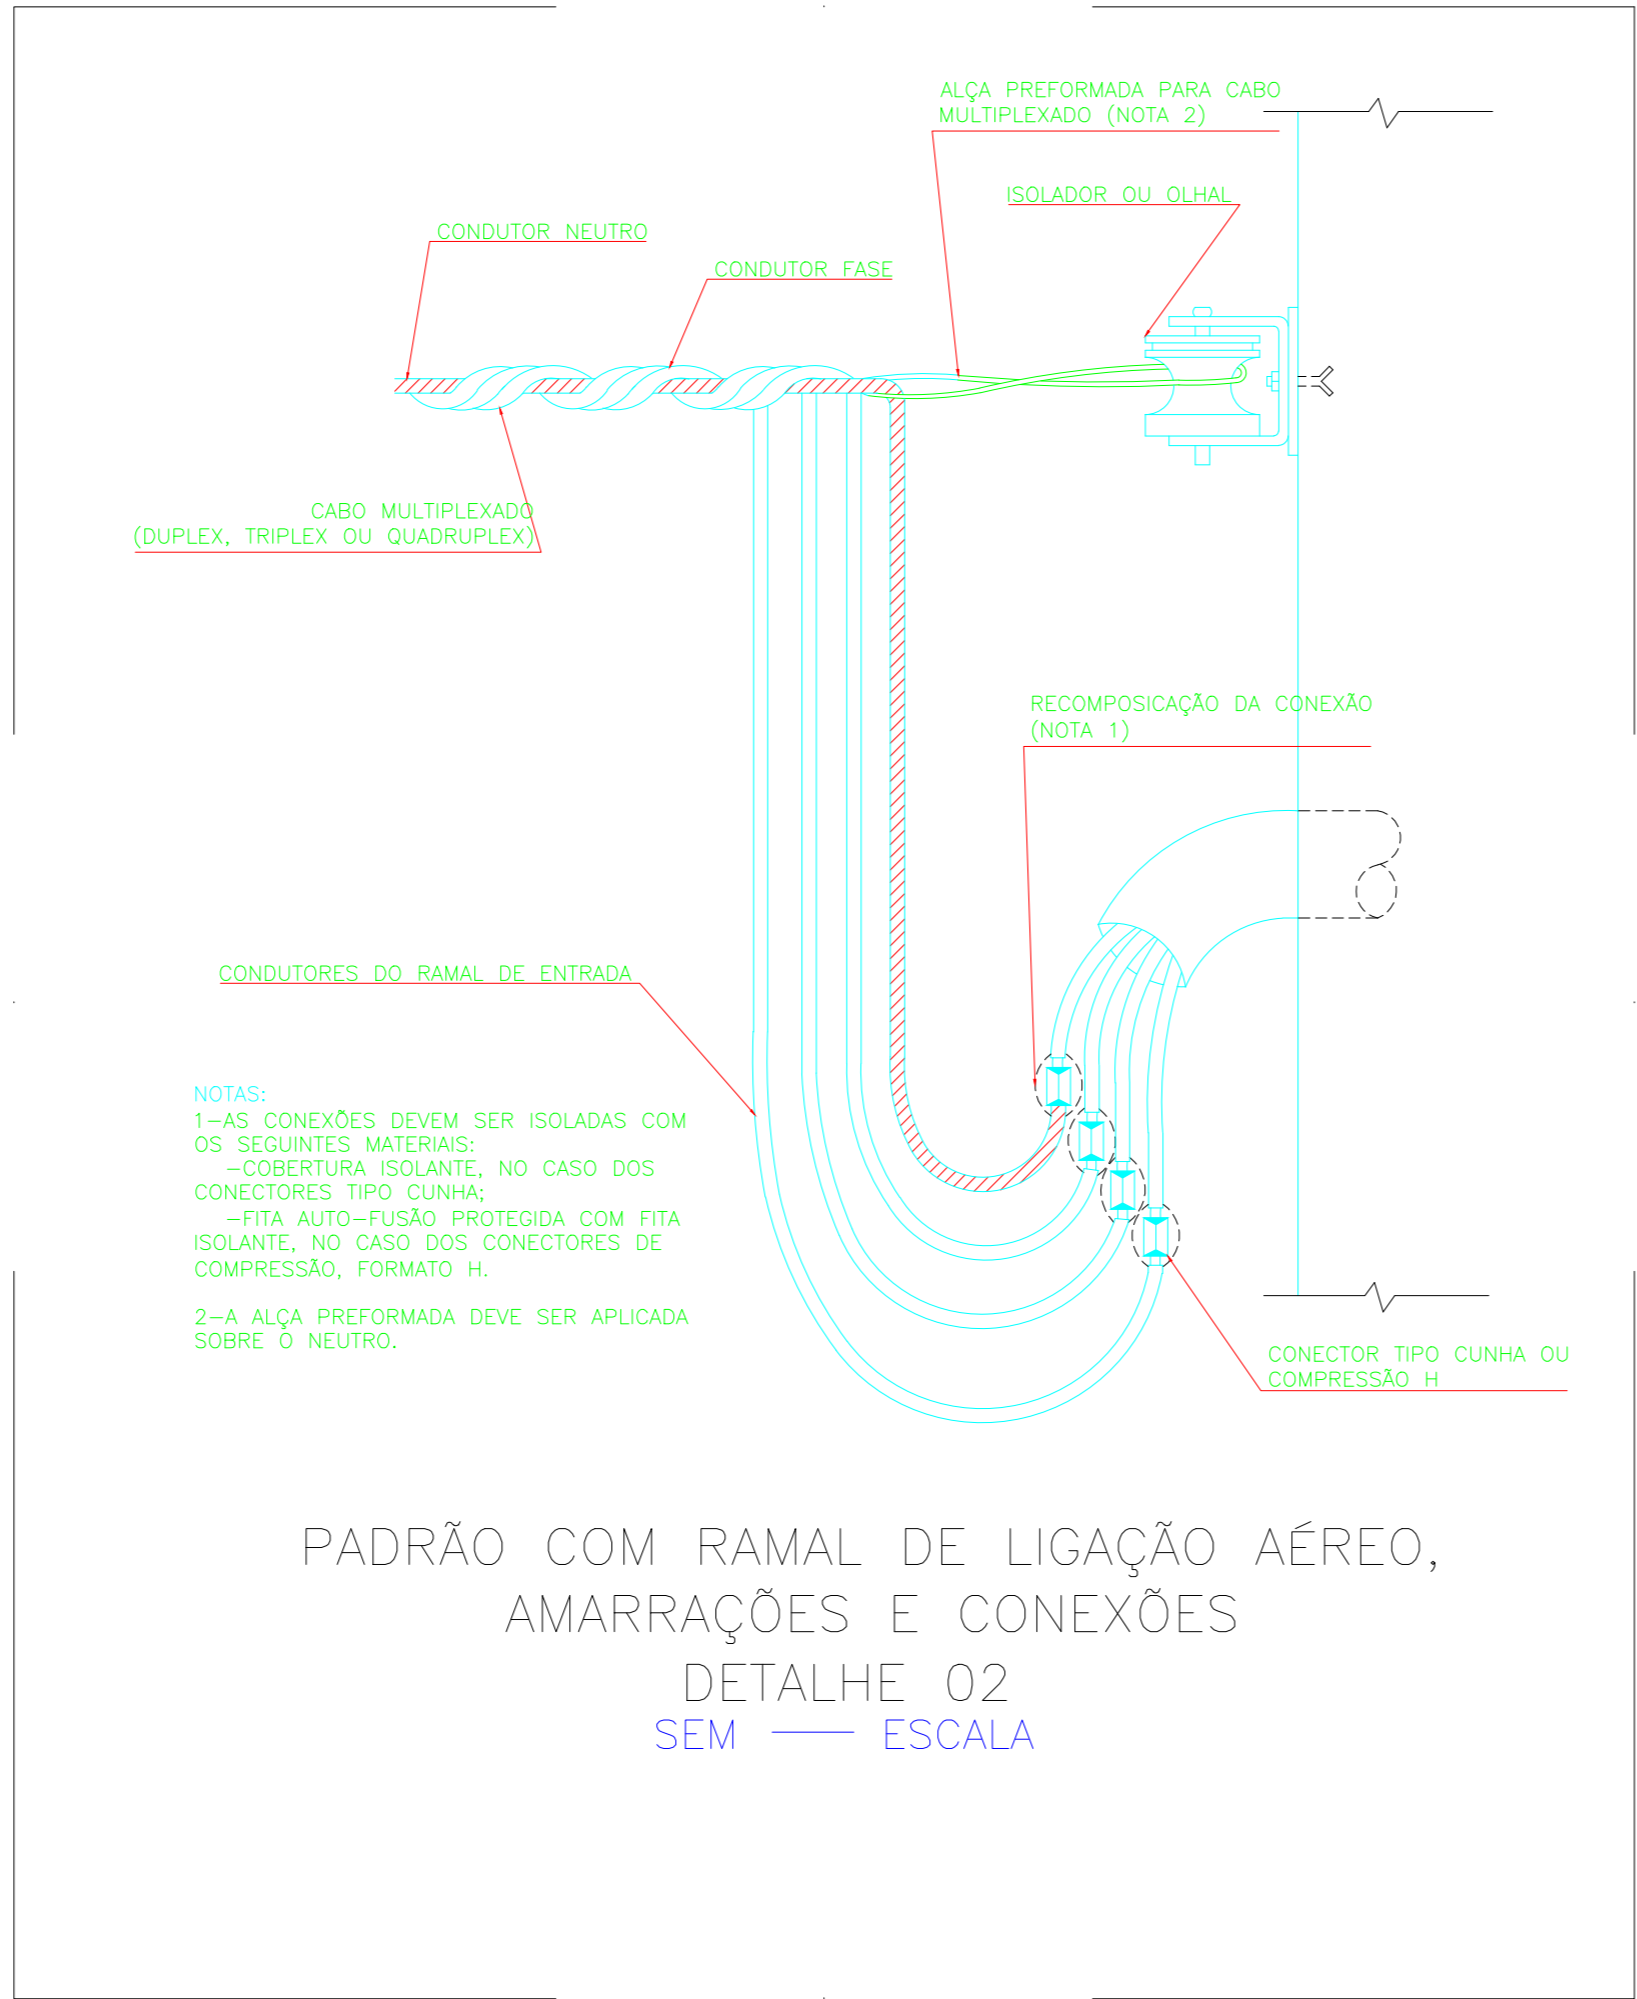 ALÇA PREFORMADA PARA CABO
MULTIPLEXADO (NOTA 2)
ISOLADOR OU OLHAL
CONDUTOR NEUTRO
CONDUTOR FASE
CABO MULTIPLEXADO
(DUPLEX, TRIPLEX OU QUADRUPLEX)
RECOMPOSICAÇÃO DA CONEXÃO
(NOTA 1)
CONDUTORES DO RAMAL DE ENTRADA
NOTAS:
1-AS CONEXÕES DEVEM SER ISOLADAS COM
OS SEGUINTES MATERIAIS:
-COBERTURA ISOLANTE, NO CASO DOS
CONECTORES TIPO CUNHA;
-FITA AUTO-FUSÃO PROTEGIDA COM FITA
ISOLANTE, NO CASO DOS CONECTORES DE
COMPRESSÃO, FORMATO H.
2-A ALÇA PREFORMADA DEVE SER APLICADA
SOBRE O NEUTRO.
CONECTOR TIPO CUNHA OU
COMPRESSÃO H
PADRÃO COM RAMAL DE LIGAÇÃO AÉREO,
AMARRAÇÕES E CONEXÕES
DETALHE 02
SEM — ESCALA